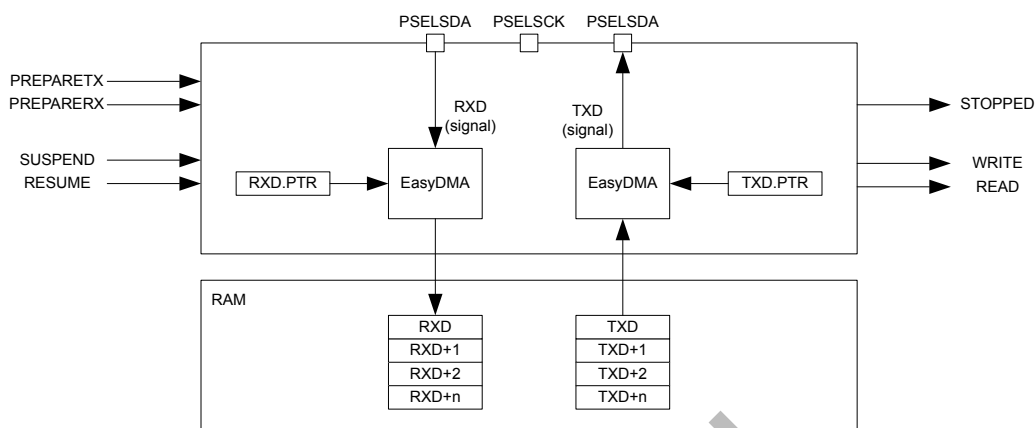 PSELSDA PSELSCK PSELSDA
PREPARETX
PREPARERX
RXD
(signal)
TXD
(signal)
STOPPED
SUSPEND
RESUME
RXD.PTR
EasyDMA
EasyDMA
TXD.PTR
WRITE
READ
RAM
RXD
RXD+1
RXD+2
RXD+n
TXD
TXD+1
TXD+2
TXD+n